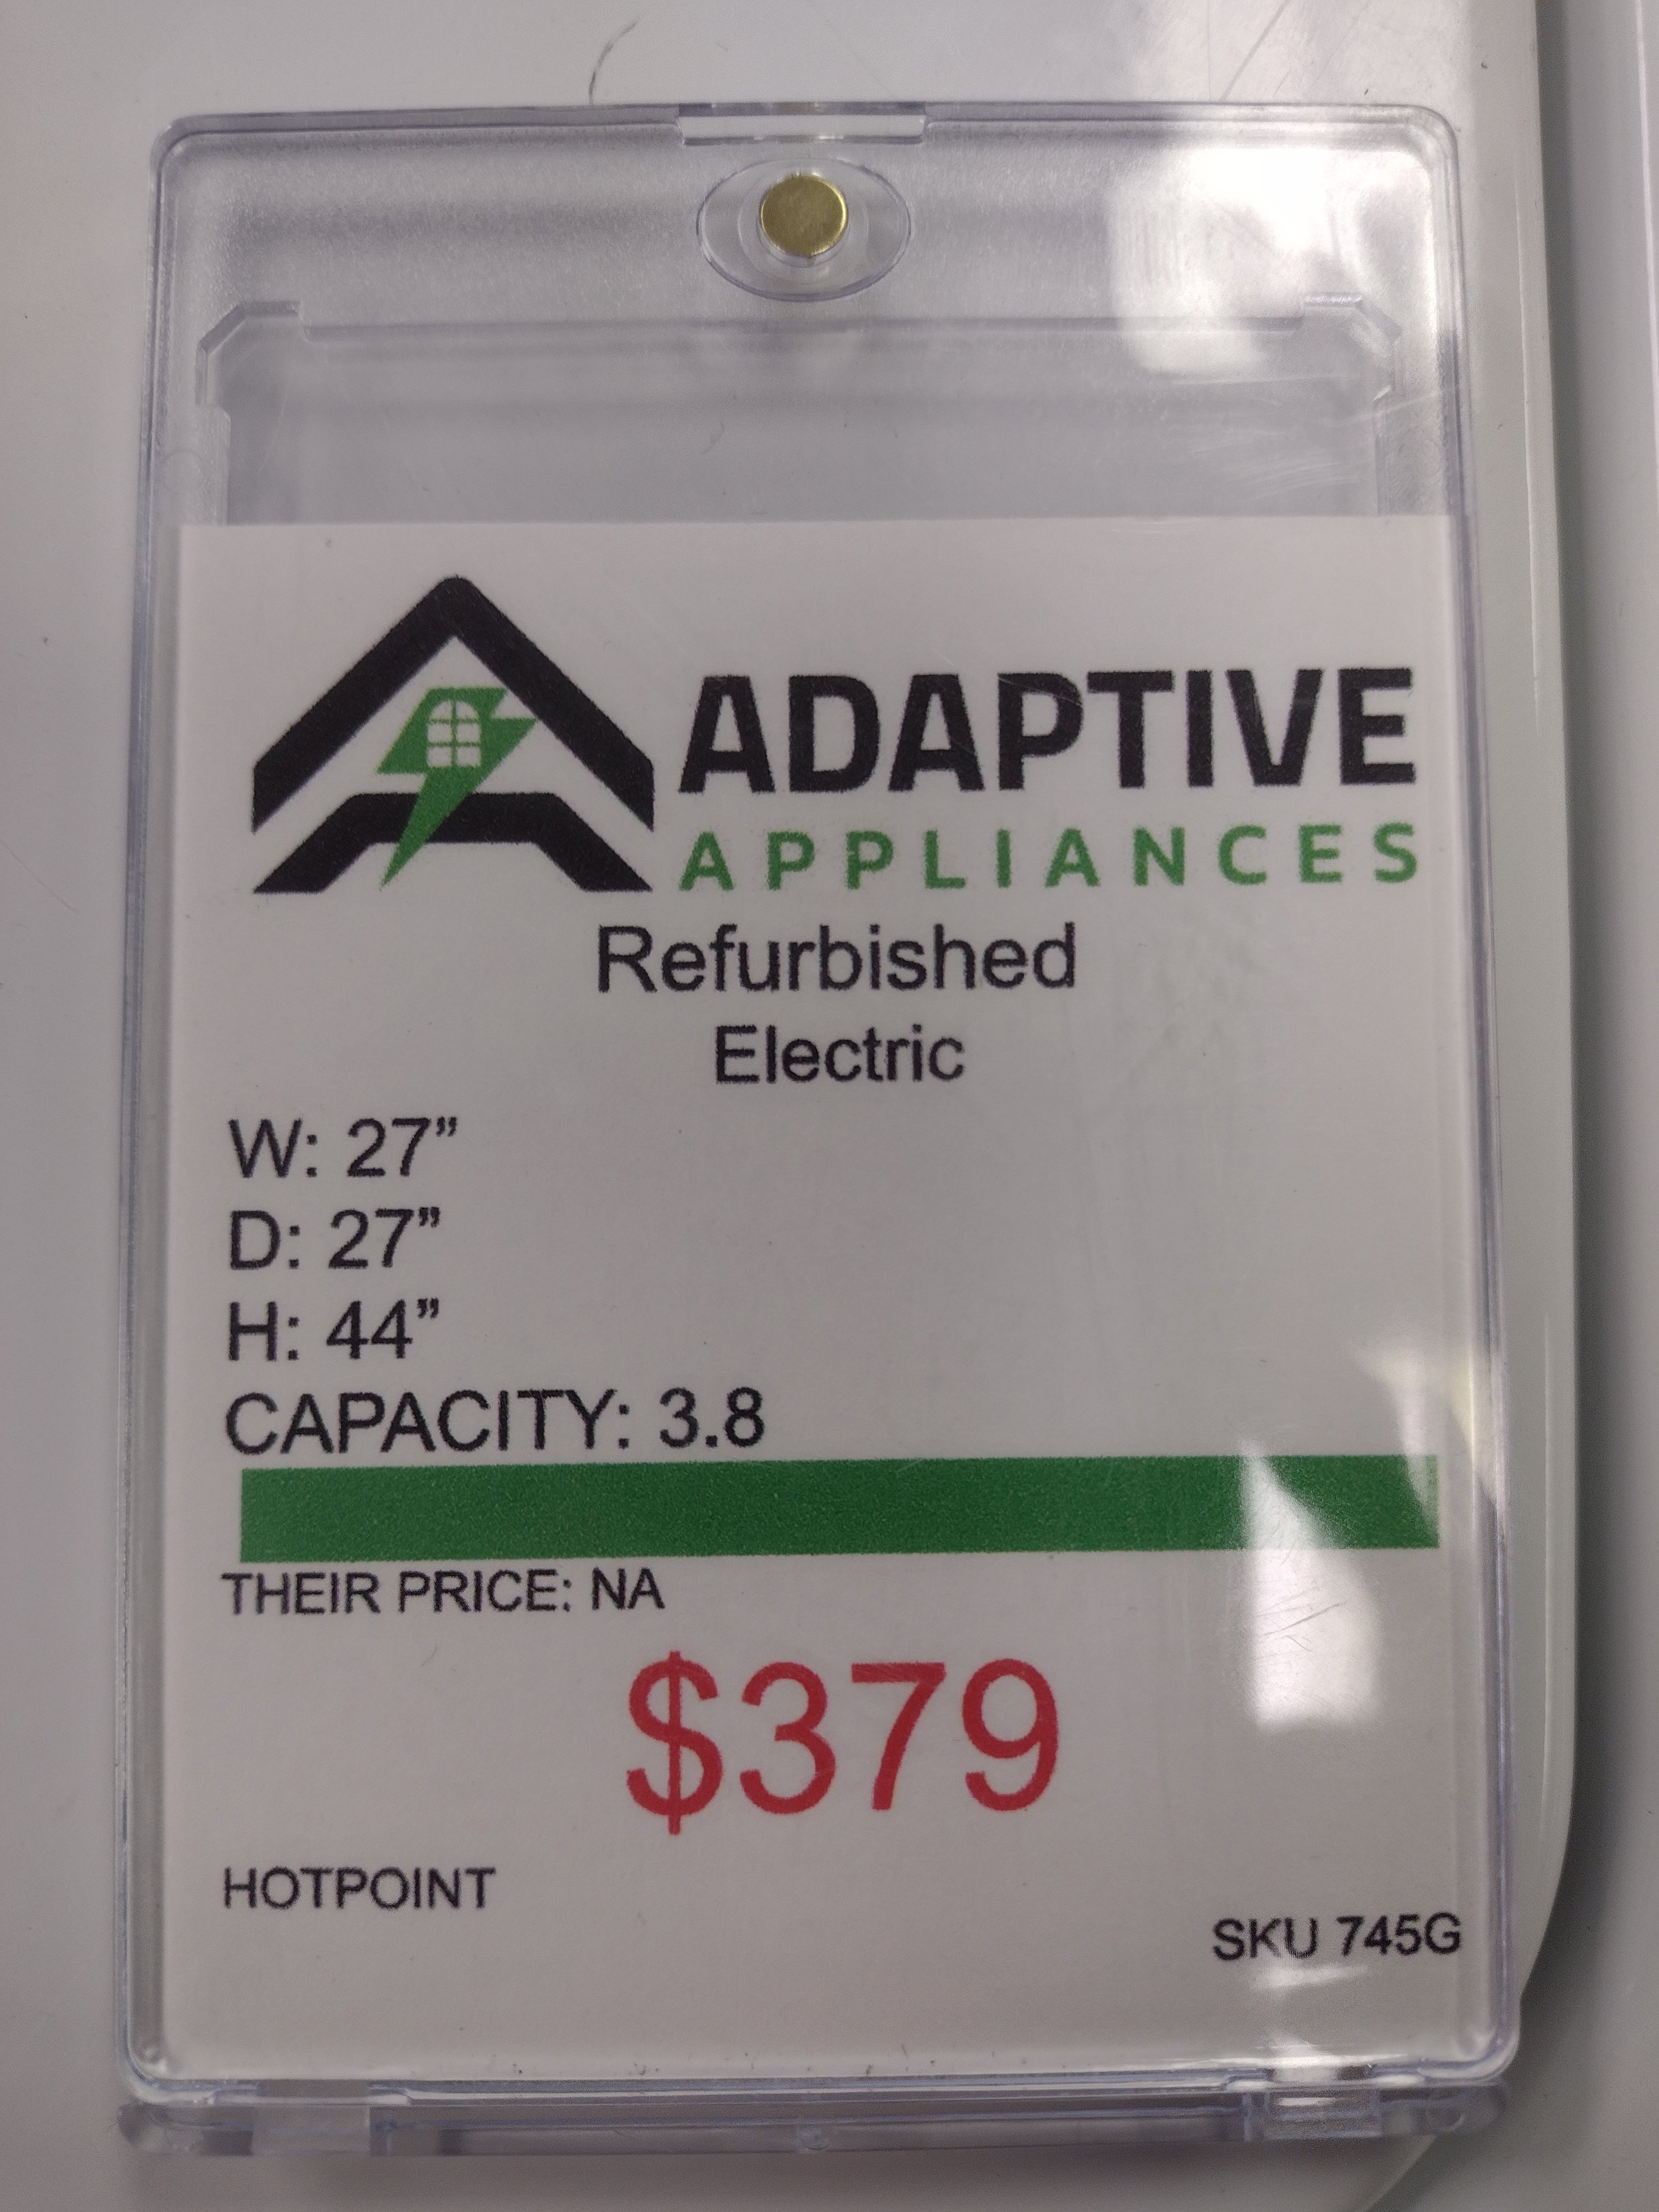 ADAPTIVE
APPLIANCES
Refurbished
Electric
W: 27”
D: 27”
H: 44”
CAPACITY: 3.8
THEIR PRICE: NA
$379
HOTPOINT
SKU 745G